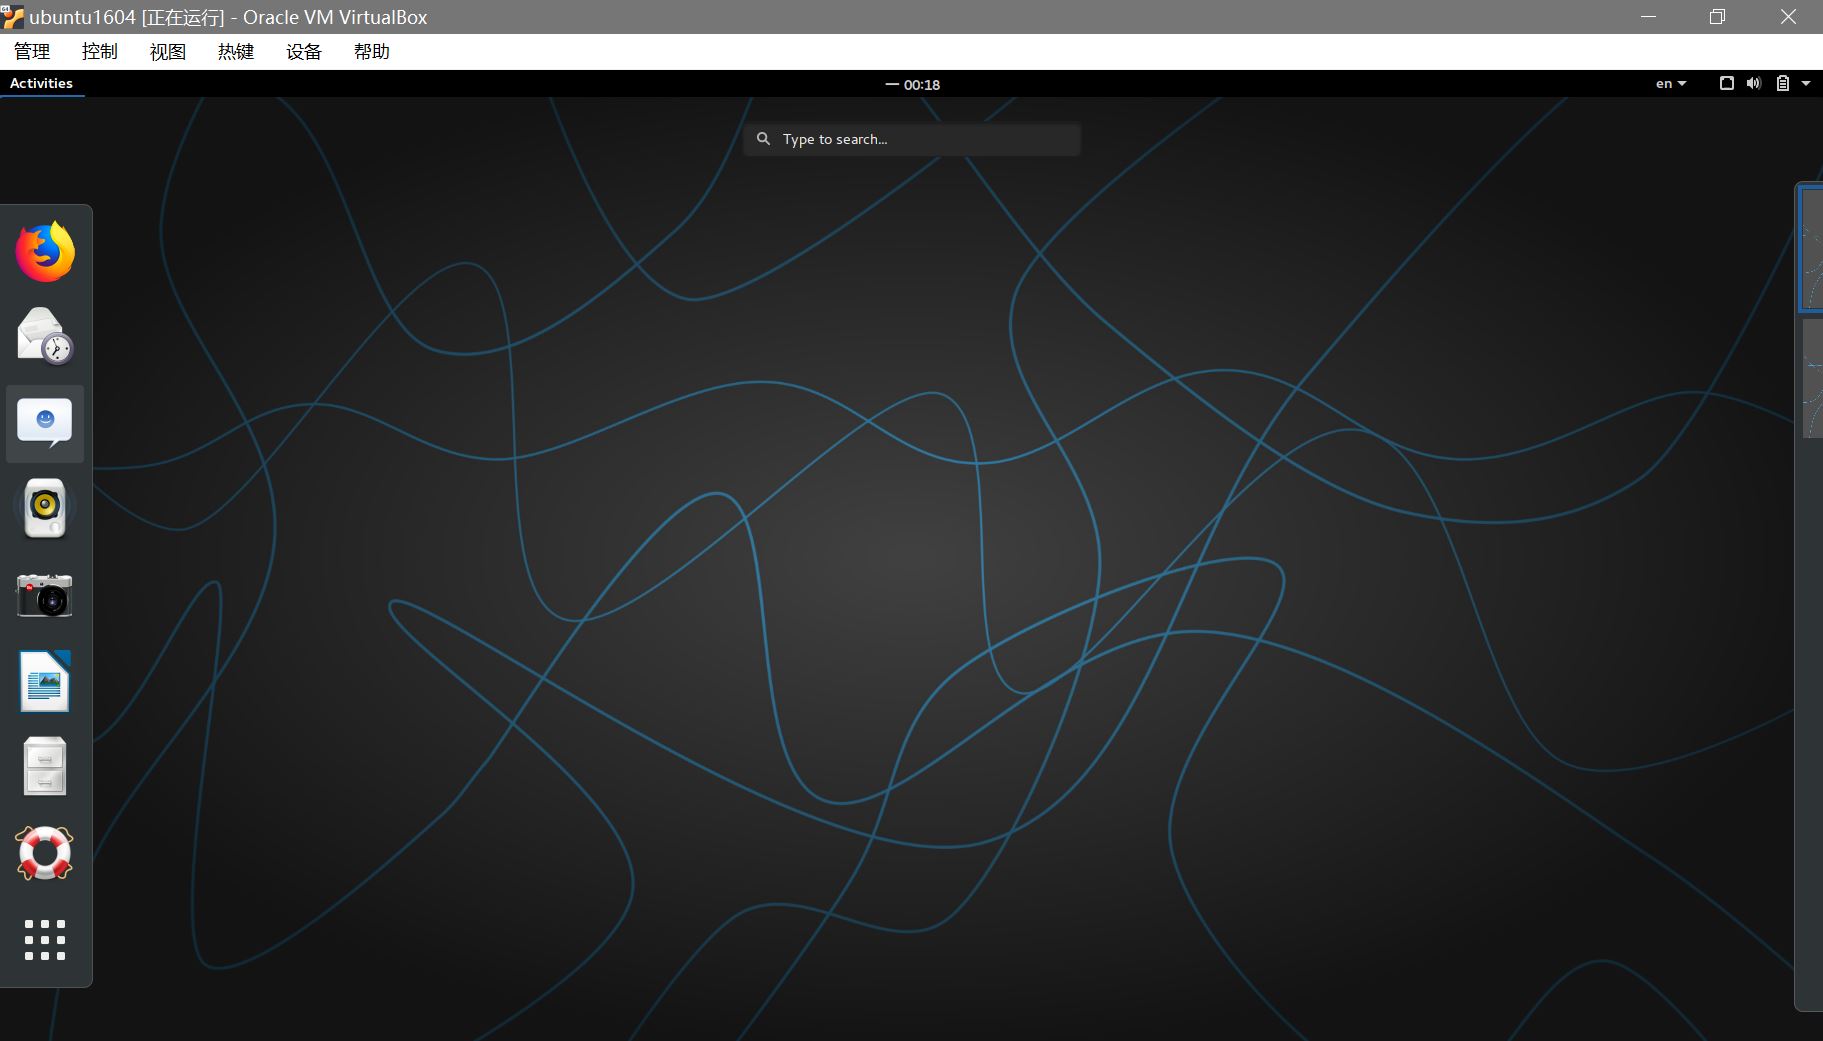 ubuntu1604 [正在运行] - Oracle VM VirtualBox
管理 控制 视图 热键 设备 帮助
Activities — 00:18 en
Type to search...